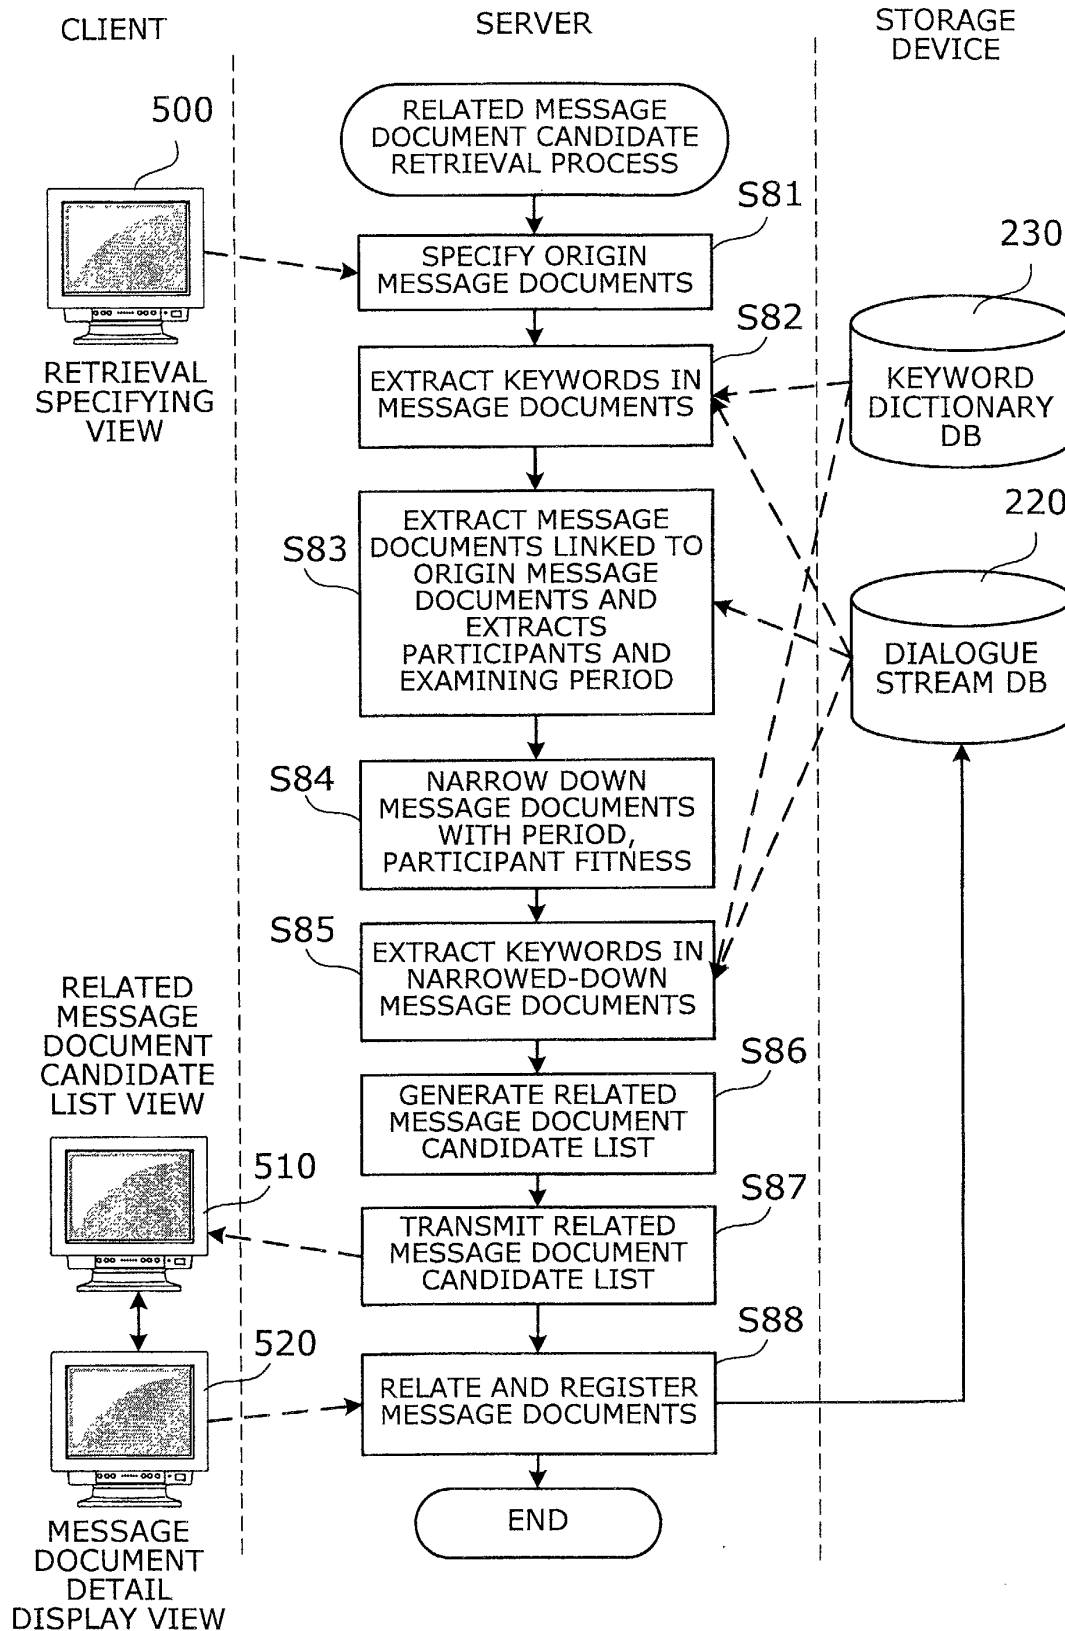 CLIENT
SERVER
STORAGE
DEVICE
500
RELATED MESSAGE
DOCUMENT CANDIDATE
RETRIEVAL PROCESS
S81
SPECIFY ORIGIN
MESSAGE DOCUMENTS
230
S82
RETRIEVAL
SPECIFYING
VIEW
EXTRACT KEYWORDS IN
MESSAGE DOCUMENTS
KEYWORD
DICTIONARY
DB
220
S83
EXTRACT MESSAGE
DOCUMENTS LINKED TO
ORIGIN MESSAGE
DOCUMENTS AND
EXTRACTS
PARTICIPANTS AND
EXAMINING PERIOD
DIALOGUE
STREAM DB
S84
NARROW DOWN
MESSAGE DOCUMENTS
WITH PERIOD,
PARTICIPANT FITNESS
S85
EXTRACT KEYWORDS IN
NARROWED-DOWN
MESSAGE DOCUMENTS
RELATED
MESSAGE
DOCUMENT
CANDIDATE
LIST VIEW
S86
GENERATE RELATED
MESSAGE DOCUMENT
CANDIDATE LIST
510
S87
TRANSMIT RELATED
MESSAGE DOCUMENT
CANDIDATE LIST
520
S88
RELATE AND REGISTER
MESSAGE DOCUMENTS
END
MESSAGE
DOCUMENT
DETAIL
DISPLAY VIEW